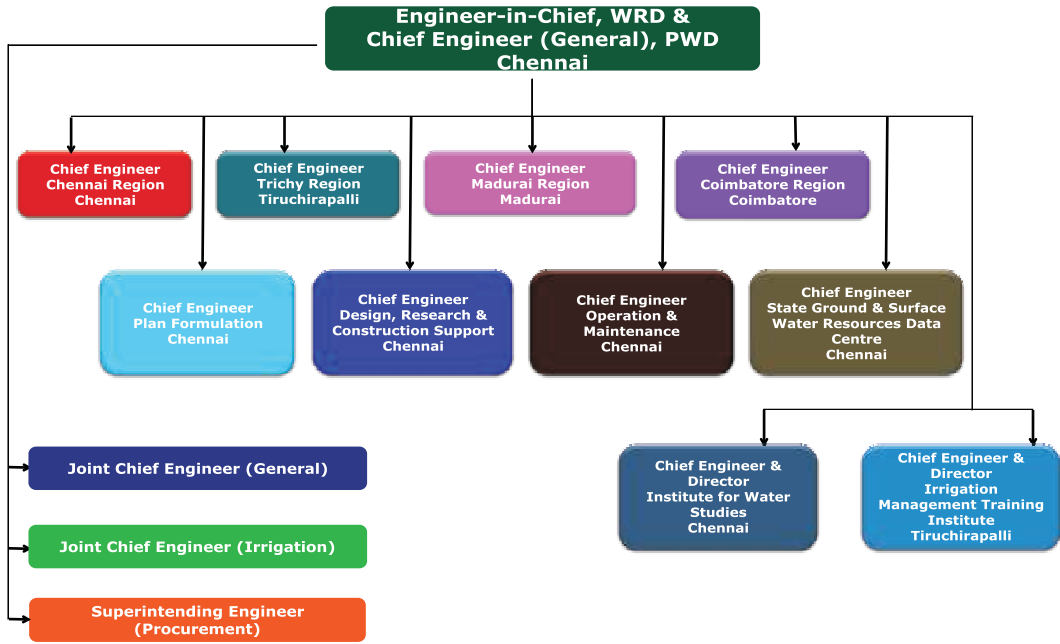 Engineer-in-Chief, WRD &
Chief Engineer (General), PWD
Chennai
Chief Engineer
Chennai Region
Chennai
Chief Engineer
Trichy Region
Tiruchirapalli
Chief Engineer
Madurai Region
Madurai
Chief Engineer
Coimbatore Region
Coimbatore
Chief Engineer
Plan Formulation
Chennai
Chief Engineer
Design, Research &
Construction Support
Chennai
Chief Engineer
Operation &
Maintenance
Chennai
Chief Engineer
State Ground & Surface
Water Resources Data
Centre
Chennai
Joint Chief Engineer (General)
Joint Chief Engineer (Irrigation)
Superintending Engineer
(Procurement)
Chief Engineer &
Director
Institute for Water
Studies
Chennai
Chief Engineer &
Director
Irrigation
Management Training
Institute
Tiruchirapalli